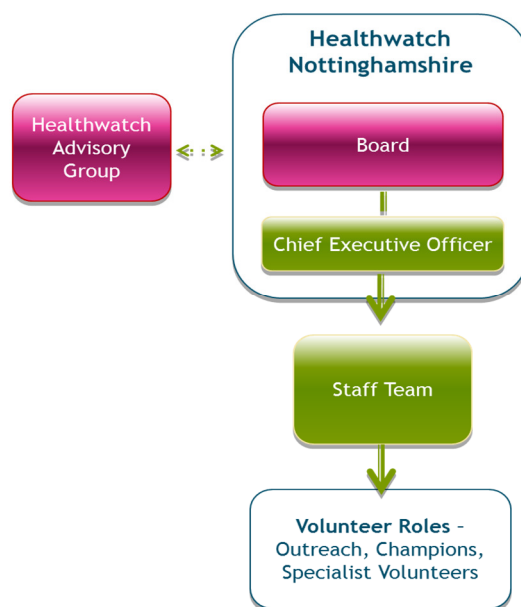 Healthwatch
Nottinghamshire
Healthwatch
Advisory
Group
Board
Chief Executive Officer
Staff Team
Volunteer Roles –
Outreach, Champions,
Specialist Volunteers